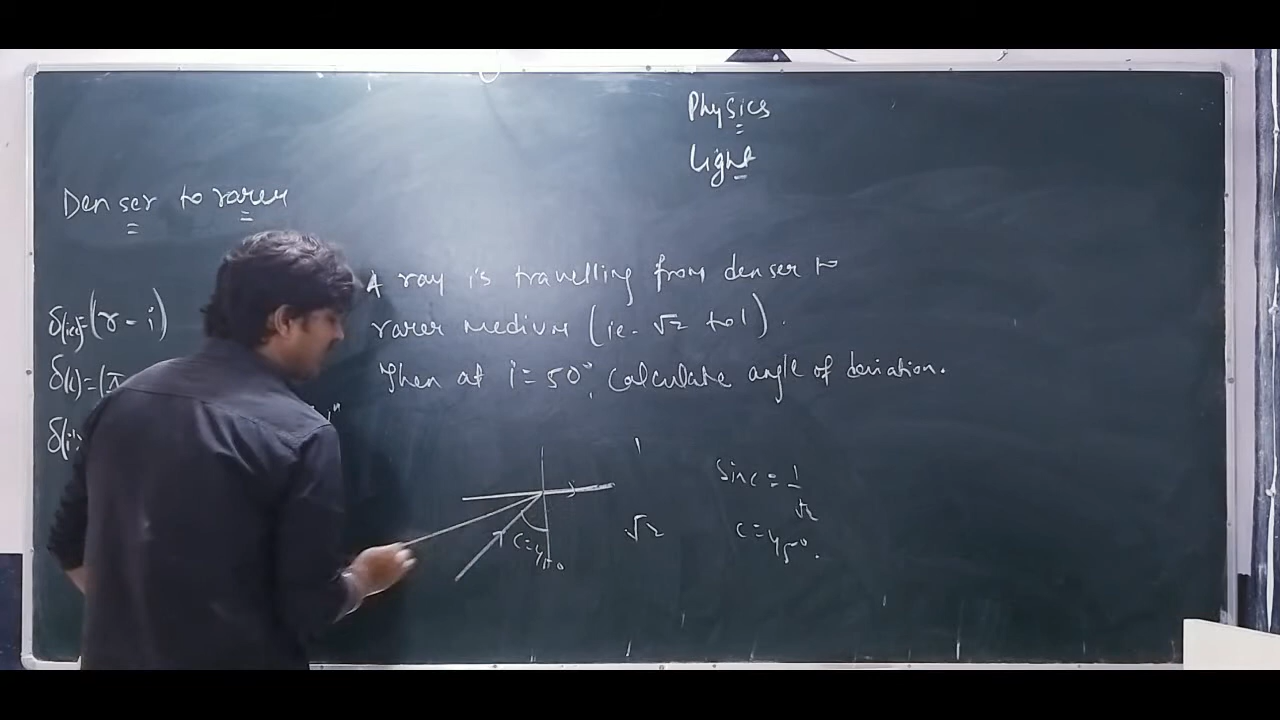 Physics
Light
Denser to rarer
A ray is travelling from denser to
rarer medium (ie. √2 to 1).
Then at i = 50°, calculate angle of deviation.
δ(i<c)=(r-i)
δ(i)=(π
δ(i>
1
√2
c=45°
Sinc = 1/√2
c=45°.